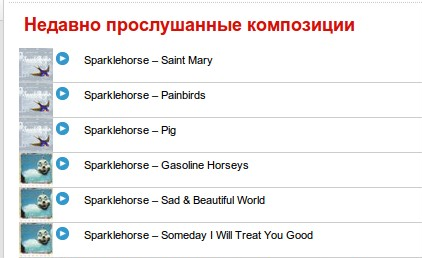 Недавно прослушанные композиции
Sparklehorse – Saint Mary
Sparklehorse – Painbirds
Sparklehorse – Pig
Sparklehorse – Gasoline Horseys
Sparklehorse – Sad & Beautiful World
Sparklehorse – Someday I Will Treat You Good